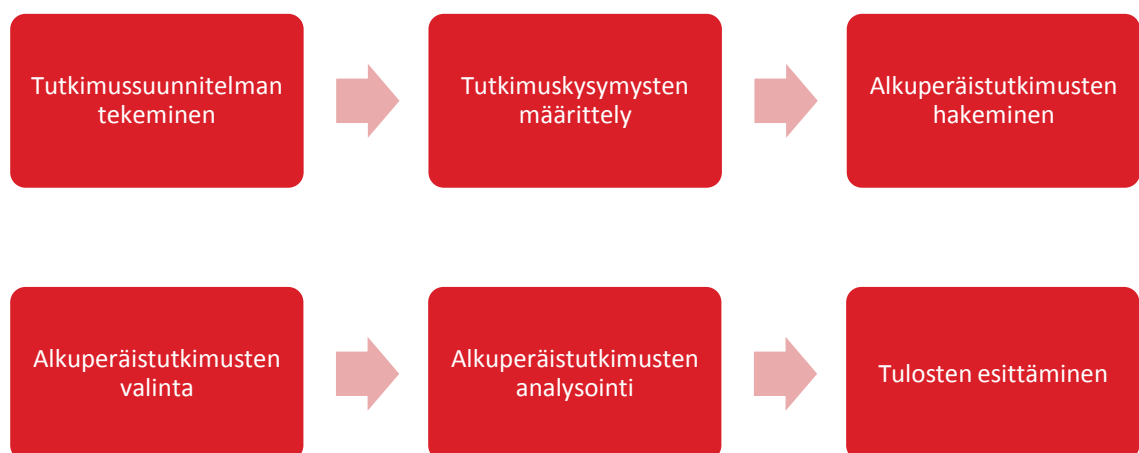 Tutkimussuunnitelman
tekeminen
Tutkimuskysymysten
määrittely
Alkuperäistutkimusten
hakeminen
Alkuperäistutkimusten
valinta
Alkuperäistutkimusten
analysointi
Tulosten esittäminen